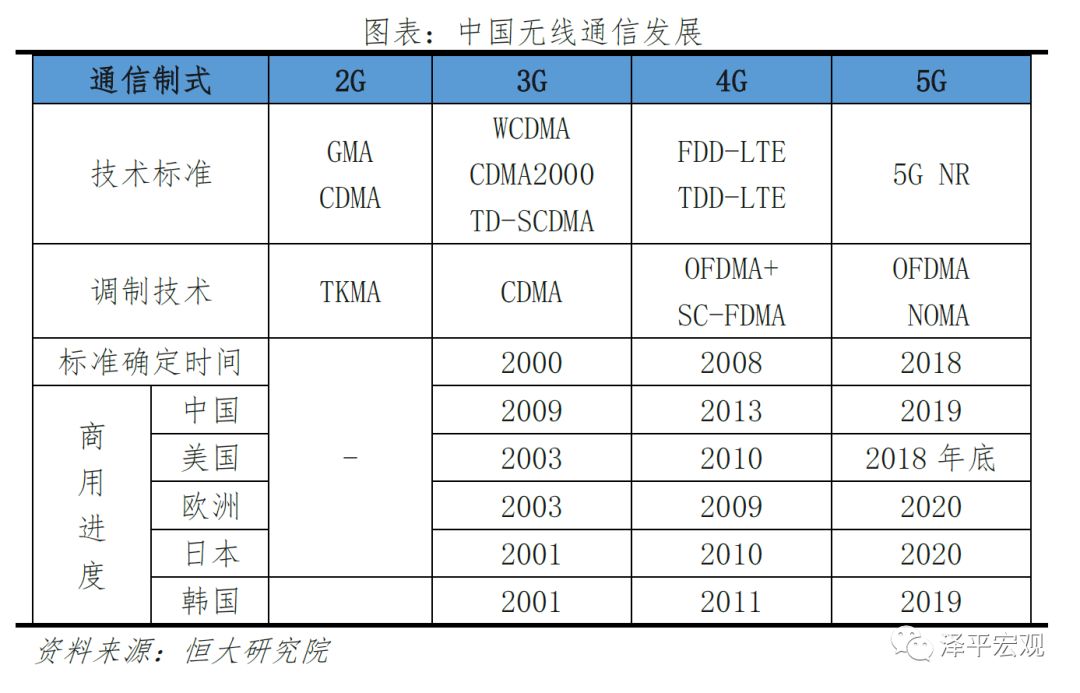 图表：中国无线通信发展
通信制式 2G 3G 4G 5G
技术标准
GMA
CDMA
WCDMA
CDMA2000
TD-SCDMA
FDD-LTE
TDD-LTE
5G NR
调制技术
TKMA
CDMA
OFDMA+
SC-FDMA
OFDMA
NOMA
标准确定时间 - 2000 2008 2018
商用进度
中国 2009 2013 2019
美国 2003 2010 2018 年底
欧洲 2003 2009 2020
日本 2001 2010 2020
韩国 2001 2011 2019
资料来源：恒大研究院
泽平宏观